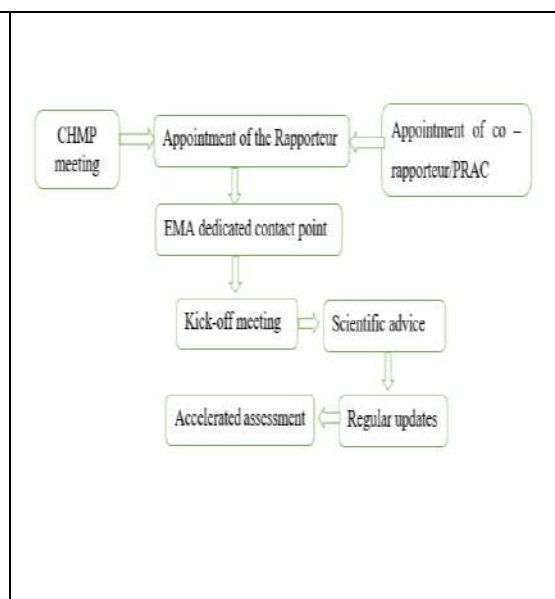 CHMP
meeting
Appointment of the Rapporteur
Appointment of co –
rapporteur/PRAC
EMA dedicated contact point
Kick-off meeting
Scientific advice
Accelerated assessment
Regular updates